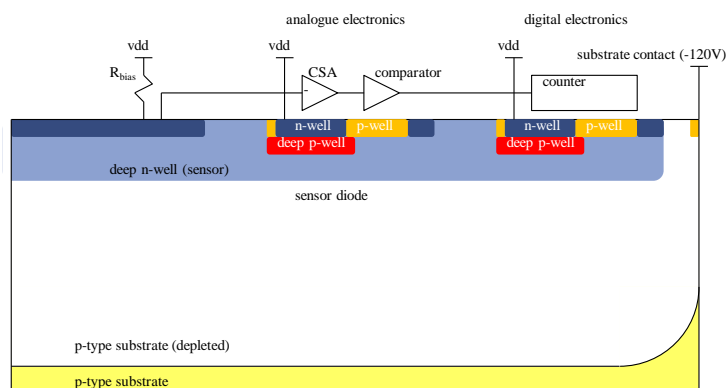 analogue electronics
digital electronics
vdd
vdd
vdd
substrate contact (-120V)
Rbias
CSA
comparator
counter
-
n-well
p-well
n-well
p-well
deep p-well
deep p-well
deep n-well (sensor)
sensor diode
p-type substrate (depleted)
p-type substrate